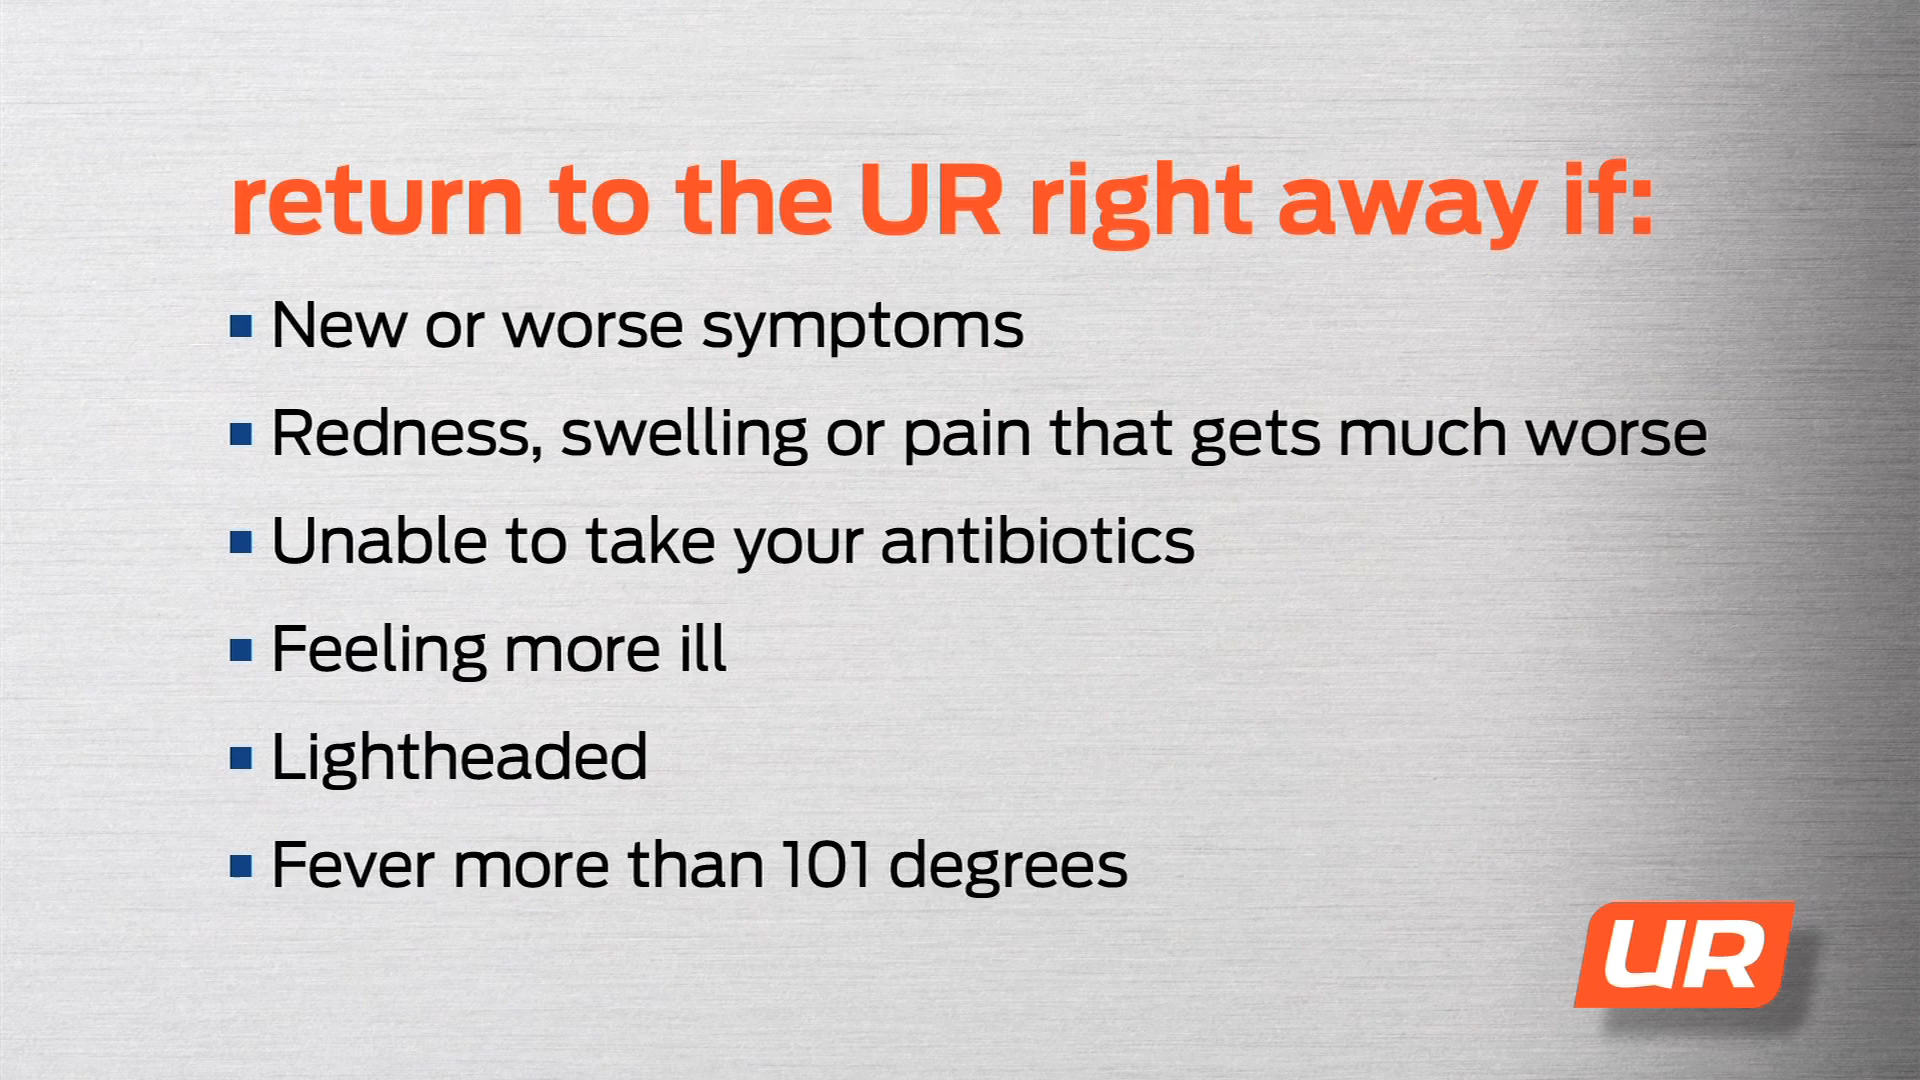 return to the UR right away if:
New or worse symptoms
Redness, swelling or pain that gets much worse
Unable to take your antibiotics
Feeling more ill
Lightheaded
Fever more than 101 degrees
UR